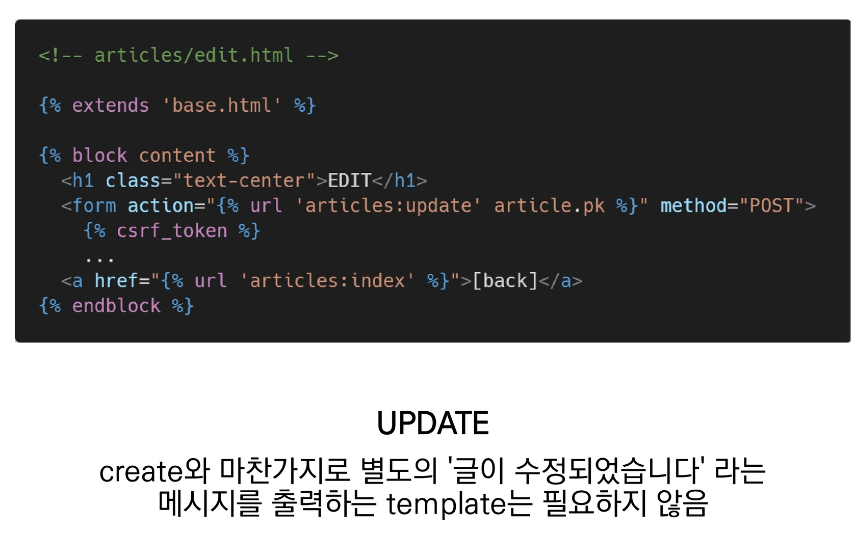 <!-- articles/edit.html -->
{% extends 'base.html' %}
{% block content %}
<h1 class="text-center">EDIT</h1>
<form action="{% url 'articles:update' article.pk %}" method="POST">
{% csrf_token %}
...
<a href="{% url 'articles:index' %}">[back]</a>
{% endblock %}
UPDATE
create와 마찬가지로 별도의 '글이 수정되었습니다' 라는
메시지를 출력하는 template는 필요하지 않음